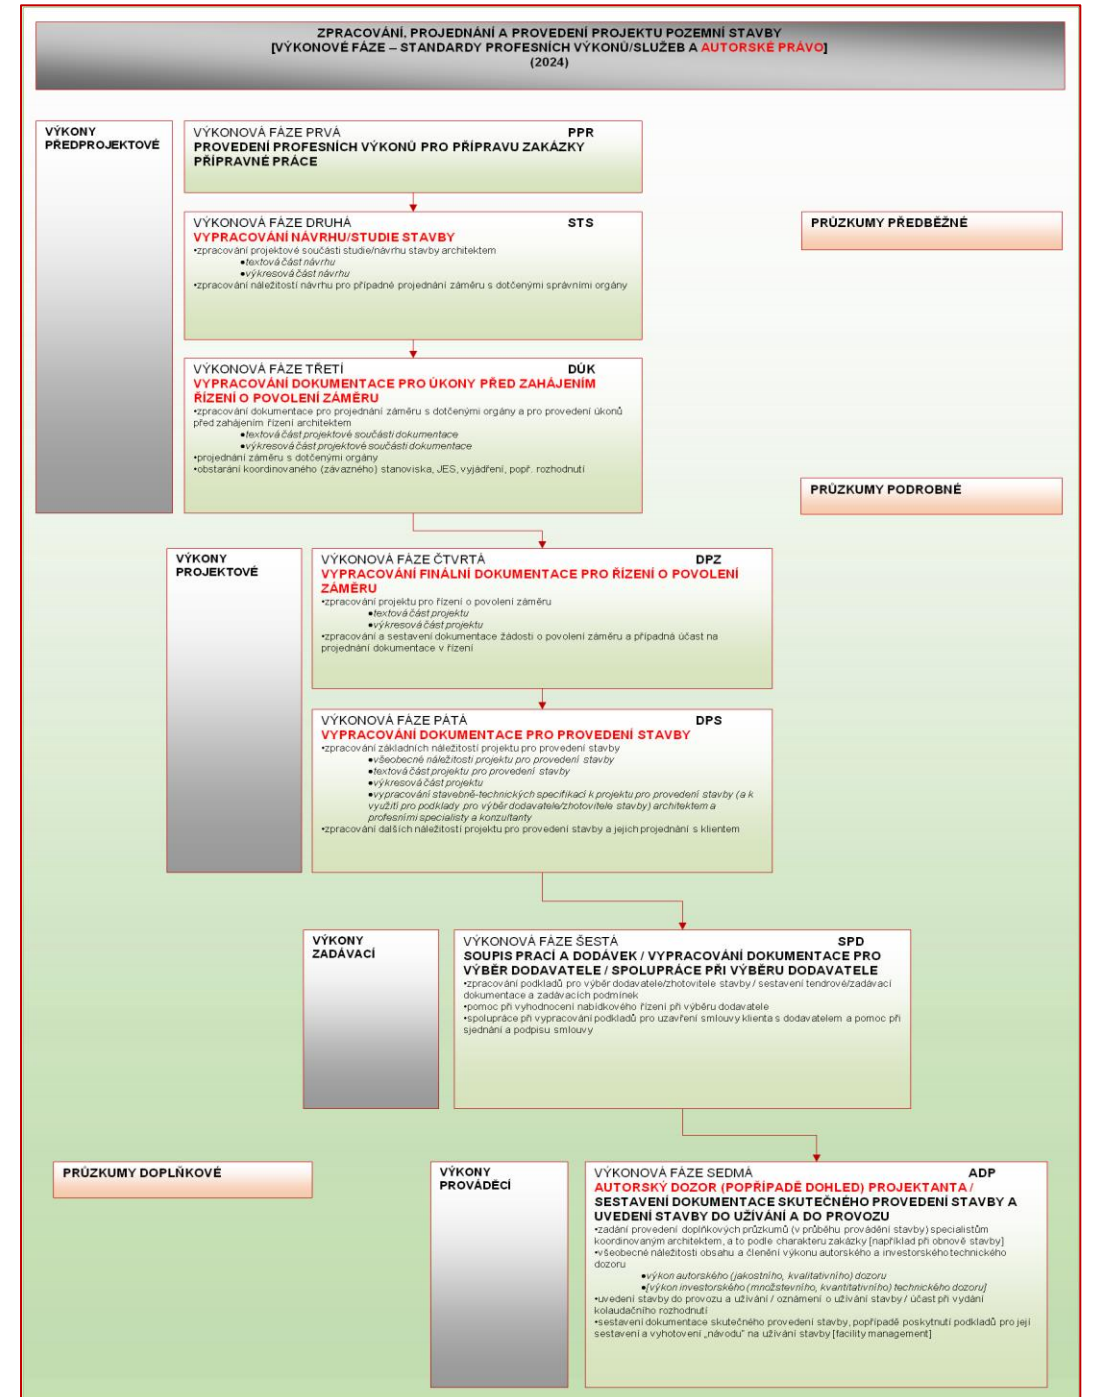 ZPRACOVÁNÍ, PROJEDNÁNÍ A PROVEDENÍ PROJEKTU POZEMNÍ STAVBY
[VÝKONOVÉ FÁZE – STANDARDY PROFESNÍCH VÝKONŮ/SLUŽEB A AUTORSKÉ PRÁVO]
(2024)
VÝKONY
PŘEDPROJEKTOVÉ
VÝKONOVÁ FÁZE PRVÁ PPR
PROVEDENÍ PROFESNÍCH VÝKONŮ PRO PŘÍPRAVU ZAKÁZKY
PŘÍPRAVNÉ PRÁCE
VÝKONOVÁ FÁZE DRUHÁ STS
VYPRACOVÁNÍ NÁVRHU/STUDIE STAVBY
•zpracování projektové součásti studie/návrhu stavby architektem
●textová část návrhu
●výkresová část návrhu
•zpracování náležitostí návrhu pro případné projednání záměru s dotčenými správními orgány
PRŮZKUMY PŘEDBĚŽNÉ
VÝKONOVÁ FÁZE TŘETÍ DÚK
VYPRACOVÁNÍ DOKUMENTACE PRO ÚKONY PŘED ZAHÁJENÍM
ŘÍZENÍ O POVOLENÍ ZÁMĚRU
•zpracování dokumentace pro projednání záměru s dotčenými orgány a pro provedení úkonů
před zahájením řízení architektem
●textová část projektové součásti dokumentace
●výkresová část projektové součásti dokumentace
•projednání záměru s dotčenými orgány
•obstarání koordinovaného (závazného) stanoviska, JES, vyjádření, popř. rozhodnutí
PRŮZKUMY PODROBNÉ
VÝKONY
PROJEKTOVÉ
VÝKONOVÁ FÁZE ČTVRTÁ DPZ
VYPRACOVÁNÍ FINÁLNÍ DOKUMENTACE PRO ŘÍZENÍ O POVOLENÍ
ZÁMĚRU
•zpracování projektu pro řízení o povolení záměru
●textová část projektu
●výkresová část projektu
•zpracování a sestavení dokumentace žádosti o povolení záměru a případná účast na
projednání dokumentace v řízení
VÝKONOVÁ FÁZE PÁTÁ DPS
VYPRACOVÁNÍ DOKUMENTACE PRO PROVEDENÍ STAVBY
•zpracování základních náležitostí projektu pro provedení stavby
●všeobecné náležitosti projektu pro provedení stavby
●textová část projektu pro provedení stavby
●výkresová část projektu
●vypracování stavebně-technických specifikací k projektu pro provedení stavby (a k
využití pro podklady pro výběr dodavatele/zhotovitele stavby) architektem a
profesními specialisty a konzultanty
•zpracování dalších náležitostí projektu pro provedení stavby a jejich projednání s klientem
VÝKONY
ZADÁVACÍ
VÝKONOVÁ FÁZE ŠESTÁ SPD
SOUPIS PRACÍ A DODÁVEK / VYPRACOVÁNÍ DOKUMENTACE PRO
VÝBĚR DODAVATELE / SPOLUPRÁCE PŘI VÝBĚRU DODAVATELE
•zpracování podkladů pro výběr dodavatele/zhotovitele stavby / sestavení tendrové/zadávací
dokumentace a zadávacích podmínek
•pomoc při vyhodnocení nabídkového řízení při výběru dodavatele
•spolupráce při vypracování podkladů pro uzavření smlouvy klienta s dodavatelem a pomoc při
sjednání a podpisu smlouvy
PRŮZKUMY DOPLŇKOVÉ
VÝKONY
PROVÁDĚCÍ
VÝKONOVÁ FÁZE SEDMÁ ADP
AUTORSKÝ DOZOR (POPŘÍPADĚ DOHLED) PROJEKTANTA /
SESTAVENÍ DOKUMENTACE SKUTEČNÉHO PROVEDENÍ STAVBY A
UVEDENÍ STAVBY DO UŽÍVÁNÍ A DO PROVOZU
•zadání provedení doplňkových průzkumů (v průběhu provádění stavby) specialistům
koordinovaným architektem, a to podle charakteru zakázky [například při obnově stavby]
•všeobecné náležitosti obsahu a členění výkonu autorského a investorského technického
dozoru
●výkon autorského (jakostního, kvalitativního) dozoru
●[výkon investorského (množstevního, kvantitativního) technického dozoru]
•uvedení stavby do provozu a užívání / oznámení o užívání stavby / účast při vydání
kolaudačního rozhodnutí
•sestavení dokumentace skutečného provedení stavby, popřípadě poskytnutí podkladů pro její
sestavení a vyhotovení „návodu“ na užívání stavby [facility management]